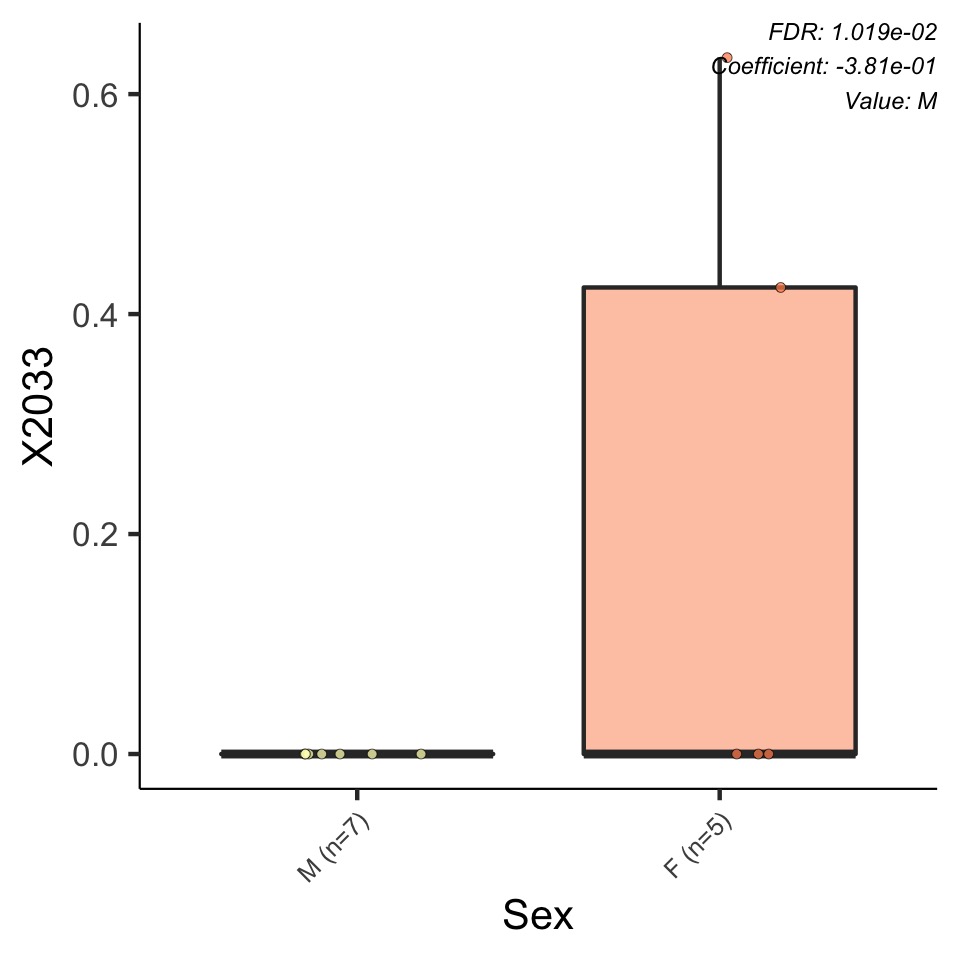 FDR: 1.019e-02
Coefficient: -3.81e-01
Value: M
0.6
0.4
0.2
0.0
X2033
M (n=7)
F (n=5)
Sex